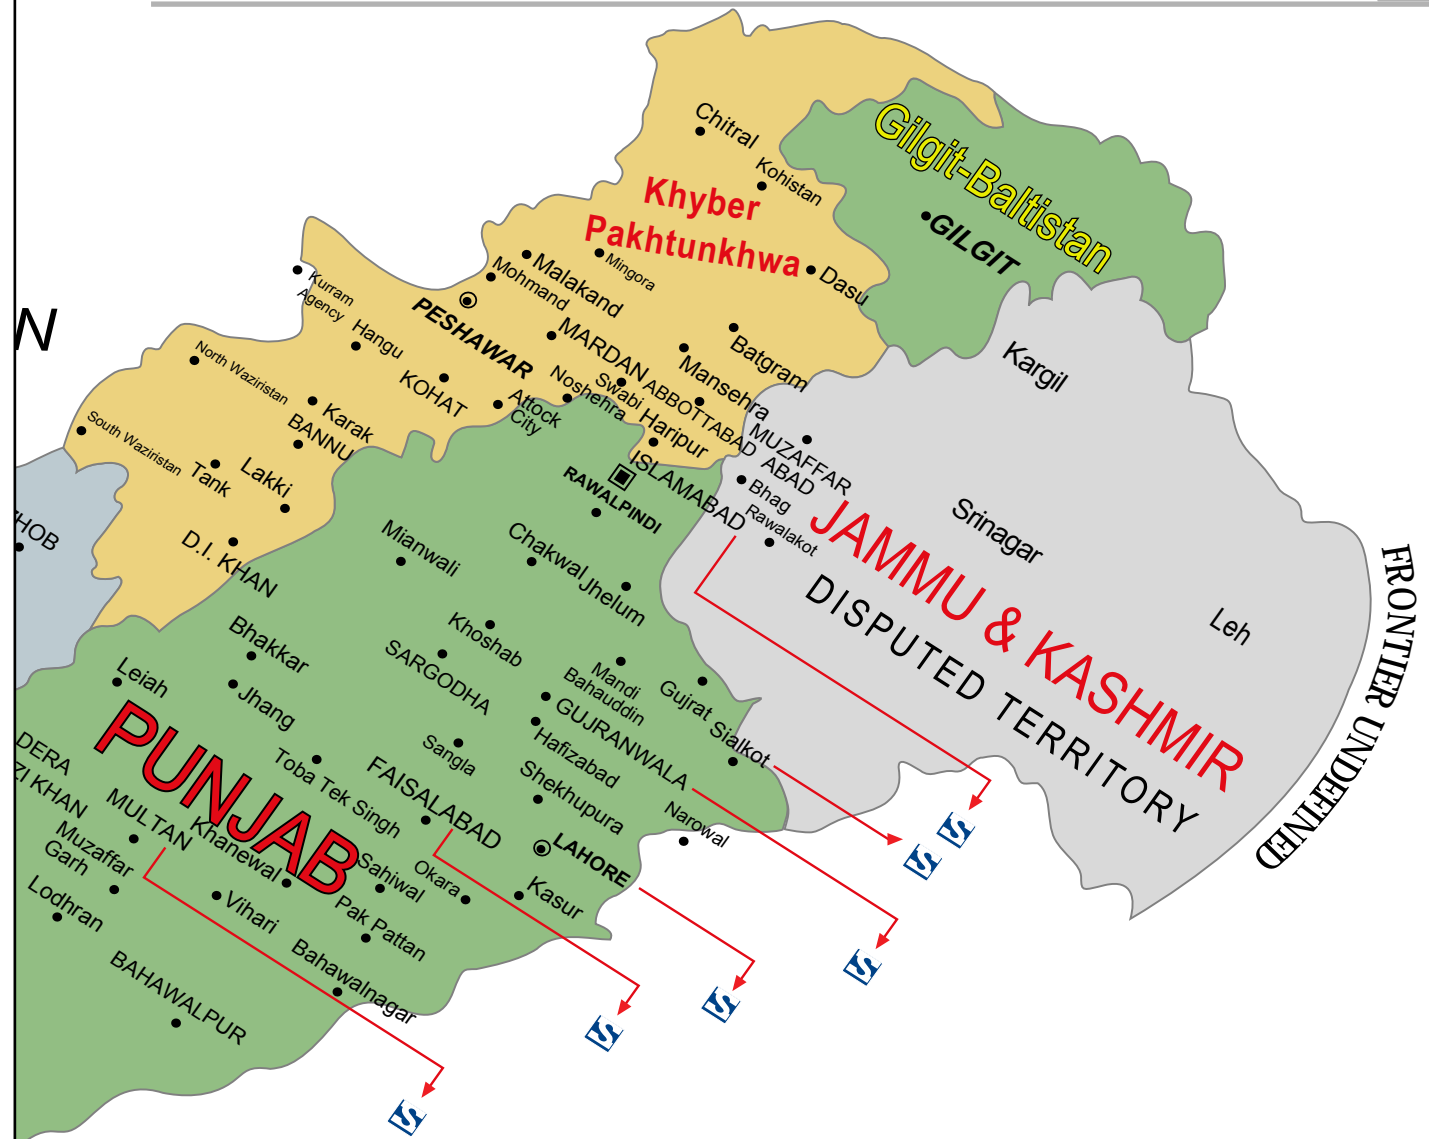 Chitral
Kohistan
Gilgit-Baltistan
GILGIT
Khyber
Pakhtunkhwa
Dasu
Mingora
Malakand
Mohmand
PESHAWAR
MARDAN
Batgram
Mansehra
Kurram
Agency
Hangu
KOHAT
Noshehra
Swabi
ABBOTTABAD
Haripur
Attock
City
North Waziristan
Karak
BANNU
South Waziristan
Tank
Lakki
D.I. KHAN
N
HOB
ISLAMABAD
RAWALPINDI
MUZAFFAR
ABAD
Bhag
Rawalakot
Kargil
Srinagar
Leh
JAMMU & KASHMIR
DISPUTED TERRITORY
FRONTIER UNDEFINED
Mianwali
Chakwal
Jhelum
Khoshab
SARGODHA
Mandi
Bahauddin
Gujrat
Sialkot
GUJRANWALA
Hafizabad
Bhakkar
Leiah
Jhang
PUNJAB
Toba Tek Singh
Sangla
FAISALABAD
Shekhupura
Narowal
LAHORE
DERA
ZI KHAN
MULTAN
Khanewal
Muzaffar
Garh
Lodhran
Vihari
Sahiwal
Okara
Kasur
Pak Pattan
Bahawalnagar
BAHAWALPUR
S
S
S
S
S
S